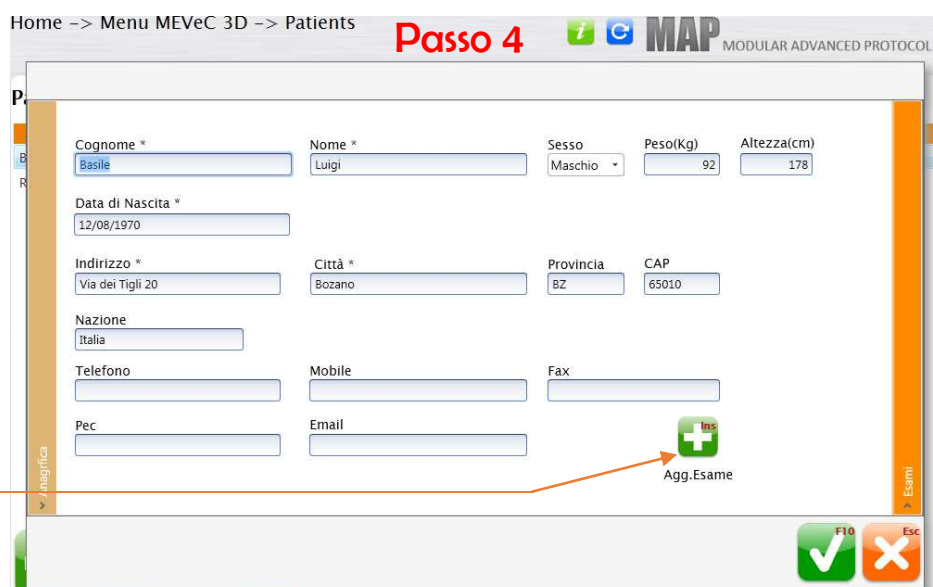 Home -> Menu MEVeC 3D -> Patients
Passo 4
i
MAP MODULAR ADVANCED PROTOCOL
Cognome * Nome * Sesso Peso(Kg) Altezza(cm)
Basile Luigi Maschio 92 178
Data di Nascita *
12/08/1970
Indirizzo * Città * Provincia CAP
Via dei Tigli 20 Bozano BZ 65010
Nazione
Italia
Telefono Mobile Fax
Pec Email
Ins
Agg.Esame
Anagrfica
Esami
F10 Esc